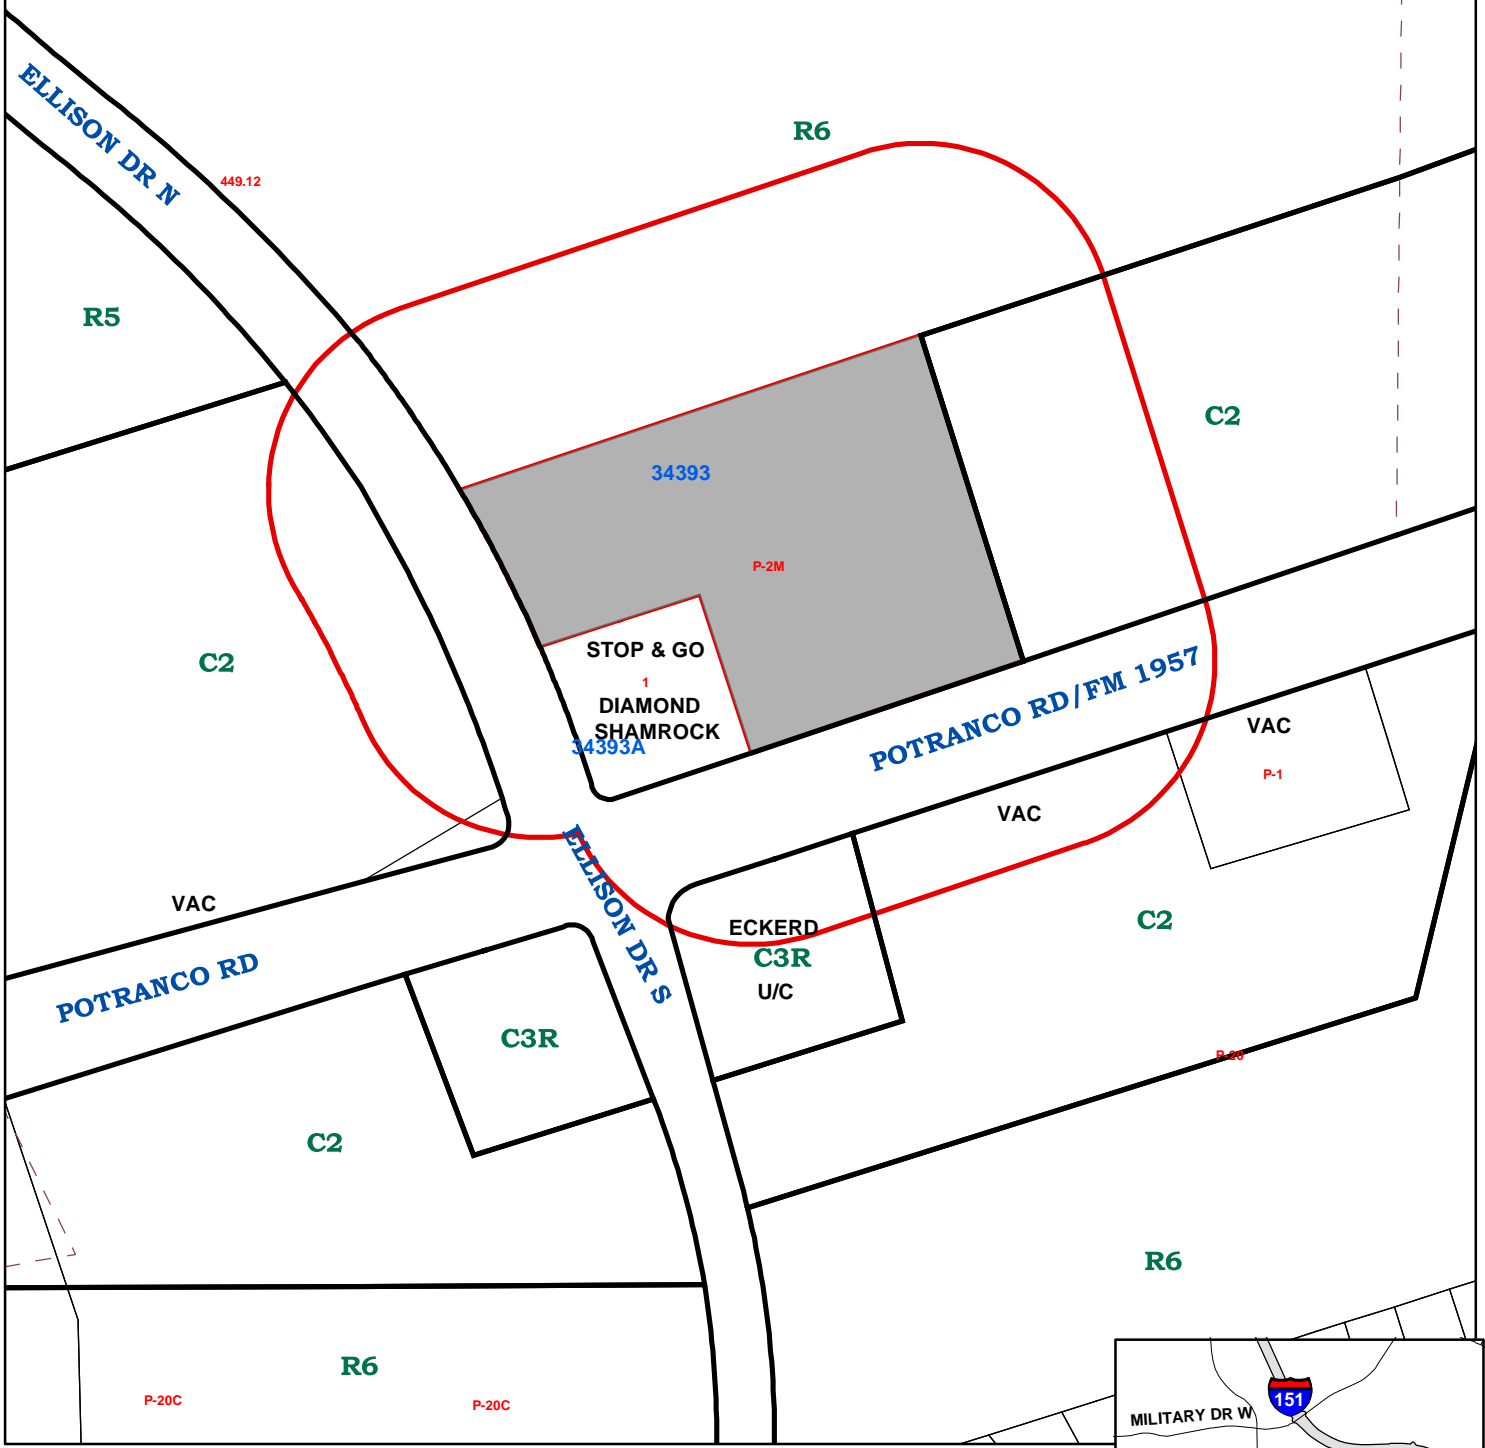 ELLISON DR N
449.12
R6
R5
C2
34393
P-2M
C2
STOP & GO
1
DIAMOND
SHAMROCK
34393A
POTRANCO RD/FM 1957
VAC
P-1
VAC
ELLISON DR S
VAC
ECKERD
C3R
U/C
C2
POTRANCO RD
C3R
P-20
C2
R6
R6
P-20C
P-20C
151
MILITARY DR W